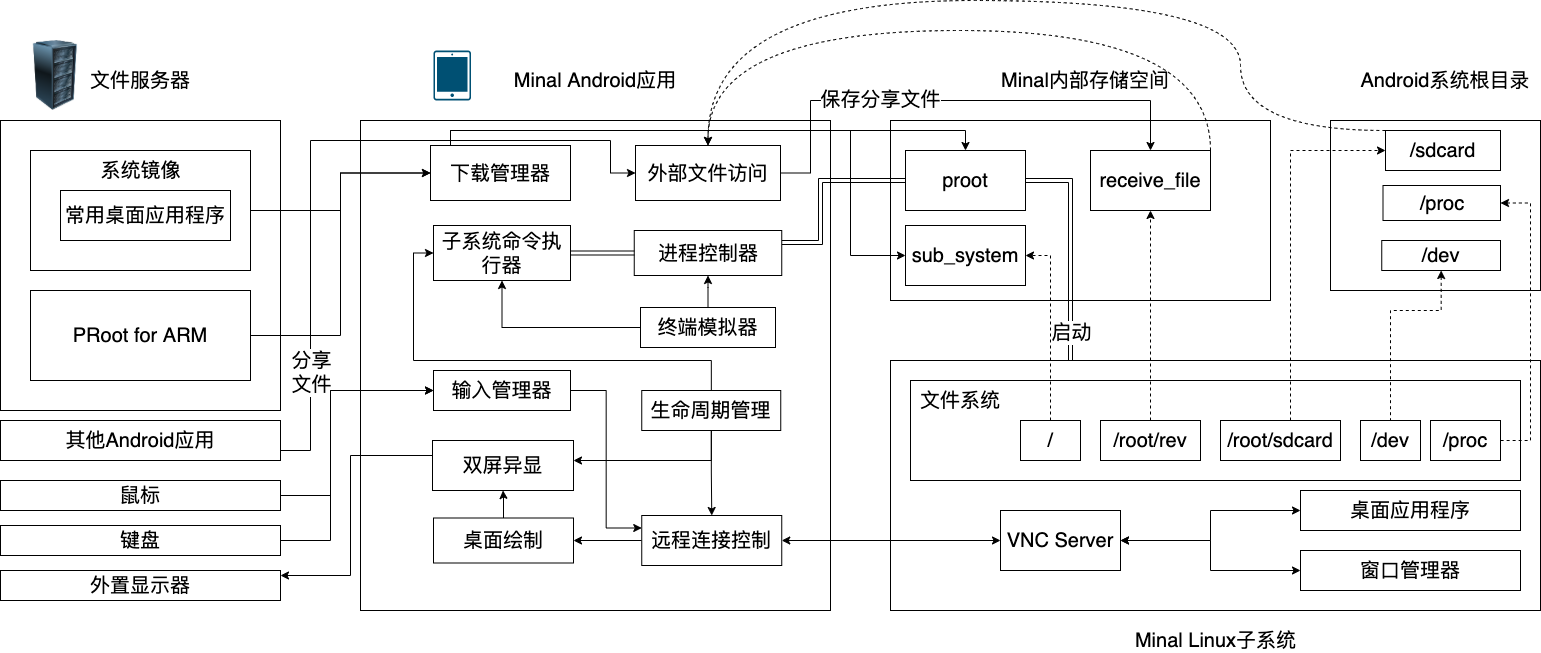 文件服务器
Minal Android应用
Minal内部存储空间
Android系统根目录
系统镜像
常用桌面应用程序
PRoot for ARM
分享
文件
其他Android应用
鼠标
键盘
外置显示器
下载管理器
外部文件访问
保存分享文件
子系统命令执
行器
进程控制器
终端模拟器
输入管理器
生命周期管理
双屏异显
桌面绘制
远程连接控制
proot
receive_file
sub_system
/sdcard
/proc
/dev
启动
文件系统
/
/root/rev
/root/sdcard
/dev
/proc
VNC Server
桌面应用程序
窗口管理器
Minal Linux子系统